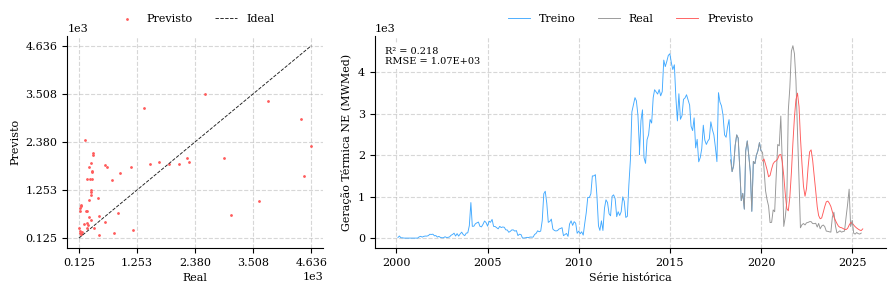 Previsto Ideal
1e3
4.636
3.508
2.380
1.253
0.125
Previsto
0.125 1.253 2.380 3.508 4.636
1e3
Real
Treino Real Previsto
1e3
R² = 0.218
RMSE = 1.07E+03
4
3
2
1
0
Geração Térmica NE (MWMed)
2000 2005 2010 2015 2020 2025
Série histórica